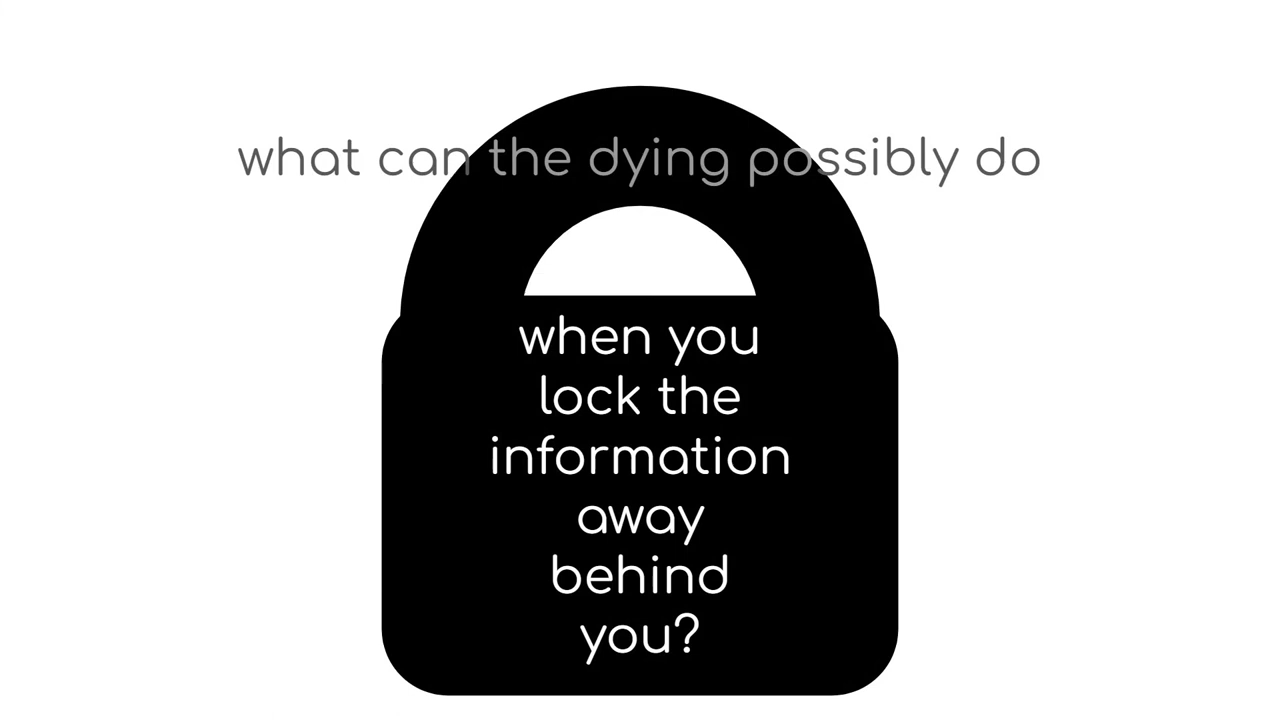 what can the dying possibly do
when you
lock the
information
away
behind
you?